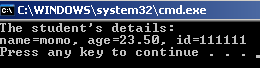 C:\WINDOWS\system32\cmd.exe
The student's details:
name=momo, age=23.50, id=111111
Press any key to continue . . .